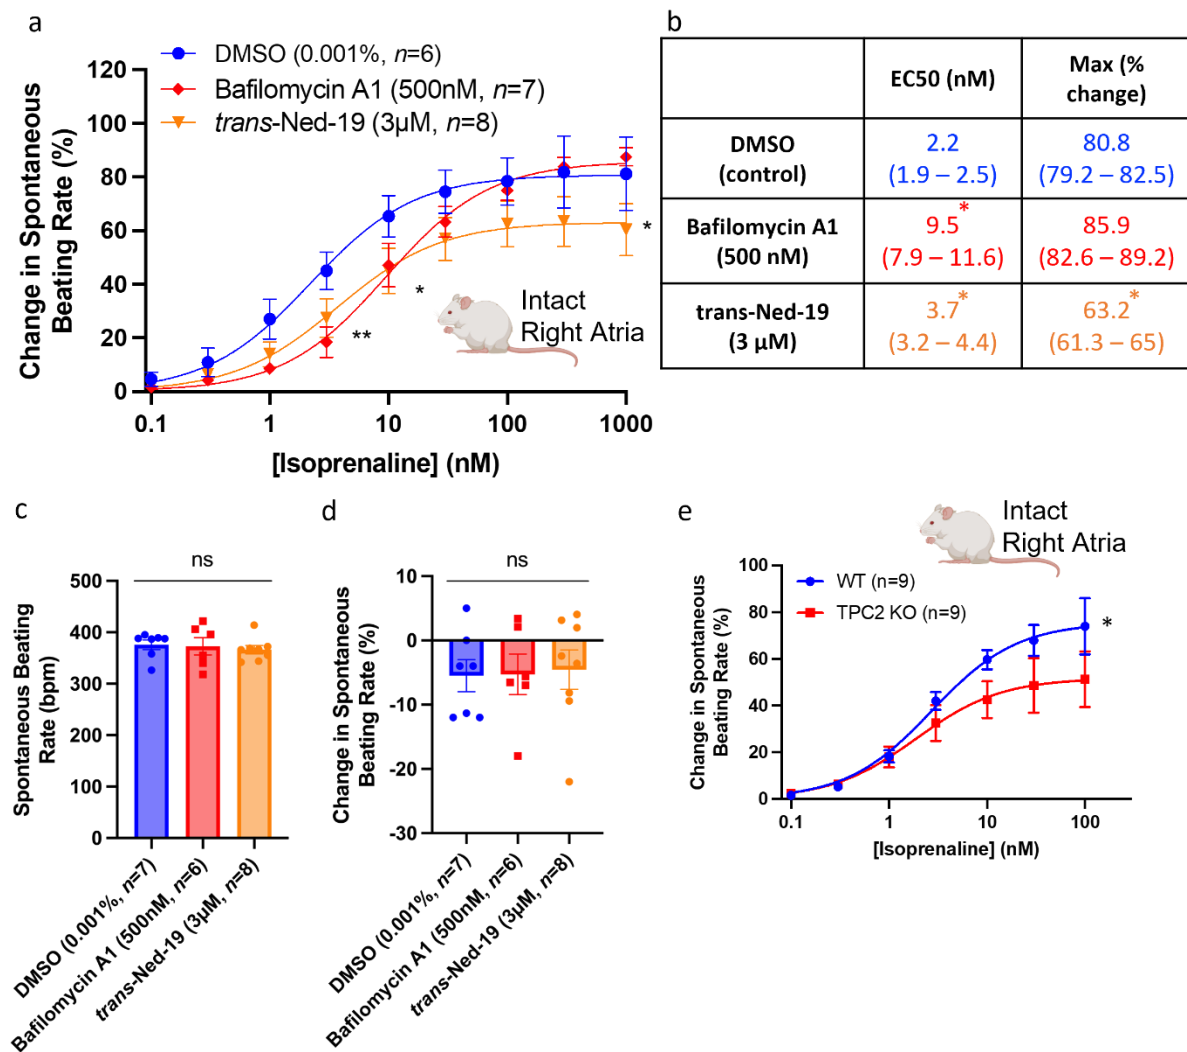 a
DMSO (0.001%, n=6)
Bafilomycin A1 (500nM, n=7)
trans-Ned-19 (3µM, n=8)
Change in Spontaneous
Beating Rate (%)
120
100
80
60
40
20
0
*
*
**
Intact
Right Atria
0.1
1
10
100
1000
[Isoprenaline] (nM)
b
EC50 (nM)
Max (%
change)
DMSO
(control)
2.2
(1.9 – 2.5)
80.8
(79.2 – 82.5)
Bafilomycin A1
(500 nM)
9.5*
(7.9 – 11.6)
85.9
(82.6 – 89.2)
trans-Ned-19
(3 µM)
3.7*
(3.2 – 4.4)
63.2*
(61.3 – 65)
c
ns
Spontaneous Beating
Rate (bpm)
500
400
300
200
100
0
DMSO (0.001%, n=7)
Bafilomycin A1 (500nM, n=6)
trans-Ned-19 (3µM, n=8)
d
ns
Change in Spontaneous
Beating Rate (%)
10
0
-10
-20
-30
DMSO (0.001%, n=7)
Bafilomycin A1 (500nM, n=6)
trans-Ned-19 (3µM, n=8)
e
Intact
Right Atria
WT (n=9)
TPC2 KO (n=9)
Change in Spontaneous
Beating Rate (%)
100
80
60
40
20
0
*
0.1
1
10
100
[Isoprenaline] (nM)